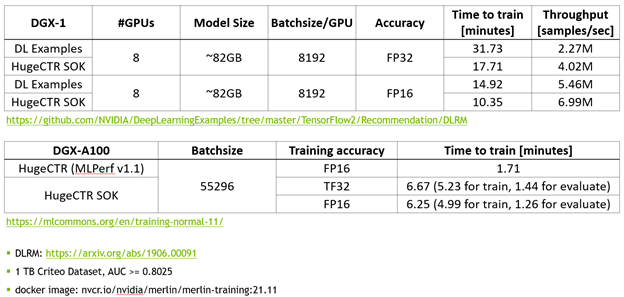 DGX-1 #GPUs Model Size Batchsize/GPU Accuracy Time to train [minutes] Throughput [samples/sec]
DL Examples 8 ~82GB 8192 FP32 31.73 2.27M
HugeCTR SOK 17.71 4.02M
DL Examples 8 ~82GB 8192 FP16 14.92 5.46M
HugeCTR SOK 10.35 6.99M
https://github.com/NVIDIA/DeepLearningExamples/tree/master/TensorFlow2/Recommendation/DLRM
DGX-A100 Batchsize Training accuracy Time to train [minutes]
HugeCTR (MLPerf v1.1) 55296 FP16 1.71
HugeCTR SOK TF32 6.67 (5.23 for train, 1.44 for evaluate)
FP16 6.25 (4.99 for train, 1.26 for evaluate)
https://mlcommons.org/en/training-normal-11/
▪ DLRM: https://arxiv.org/abs/1906.00091
▪ 1 TB Criteo Dataset, AUC >= 0.8025
▪ docker image: nvcr.io/nvidia/merlin/merlin-training:21.11